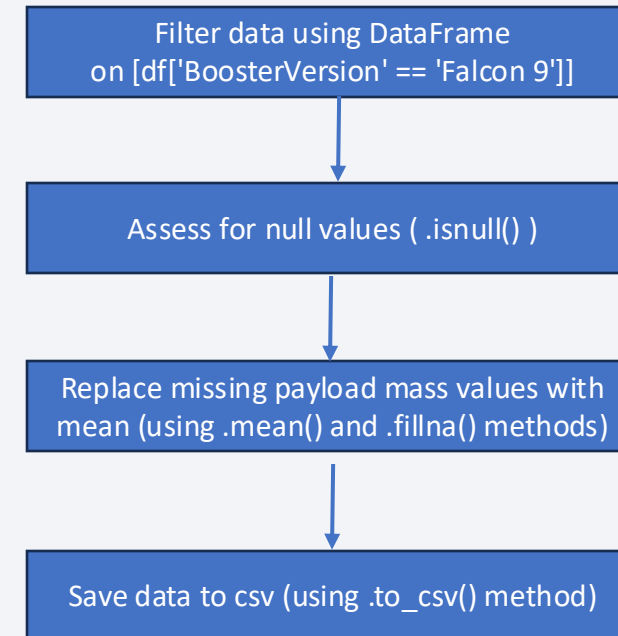 Filter data using DataFrame
on [df['BoosterVersion' == 'Falcon 9']]
Assess for null values ( .isnull() )
Replace missing payload mass values with
mean (using .mean() and .fillna() methods)
Save data to csv (using .to_csv() method)